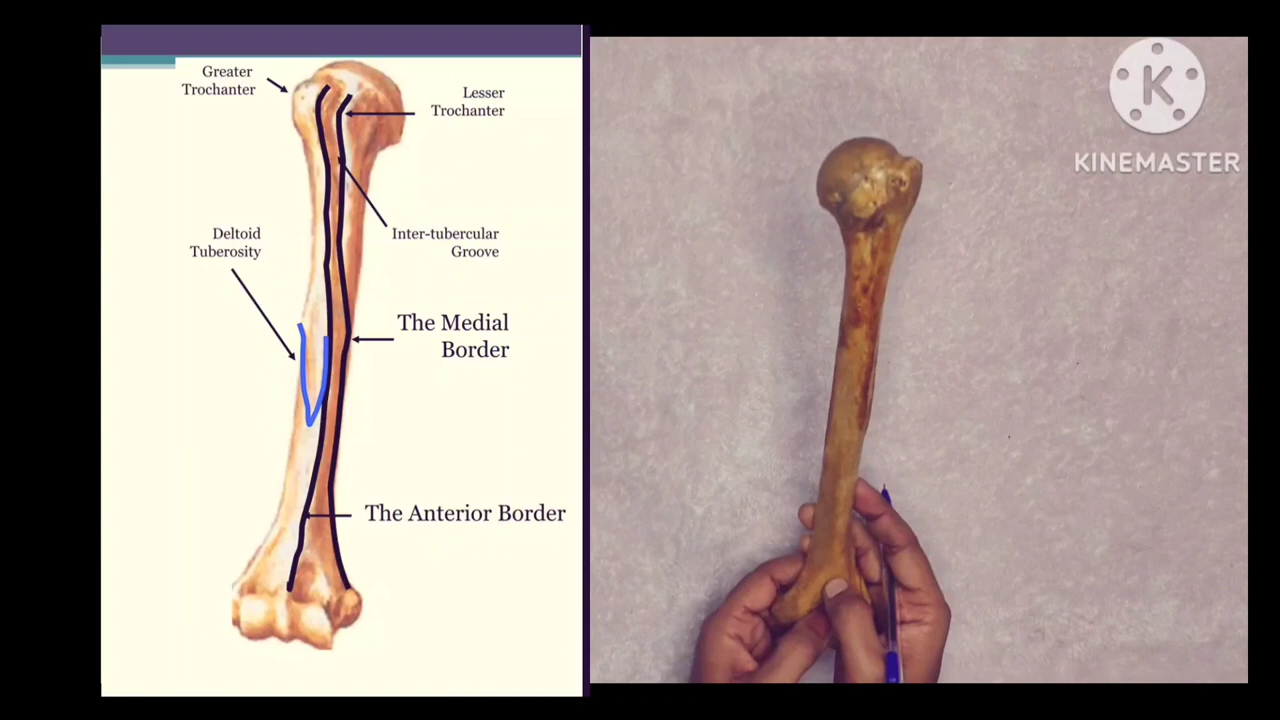 Greater
Trochanter
Lesser
Trochanter
Deltoid
Tuberosity
Inter-tubercular
Groove
The Medial
Border
The Anterior Border
K
KINEMASTER